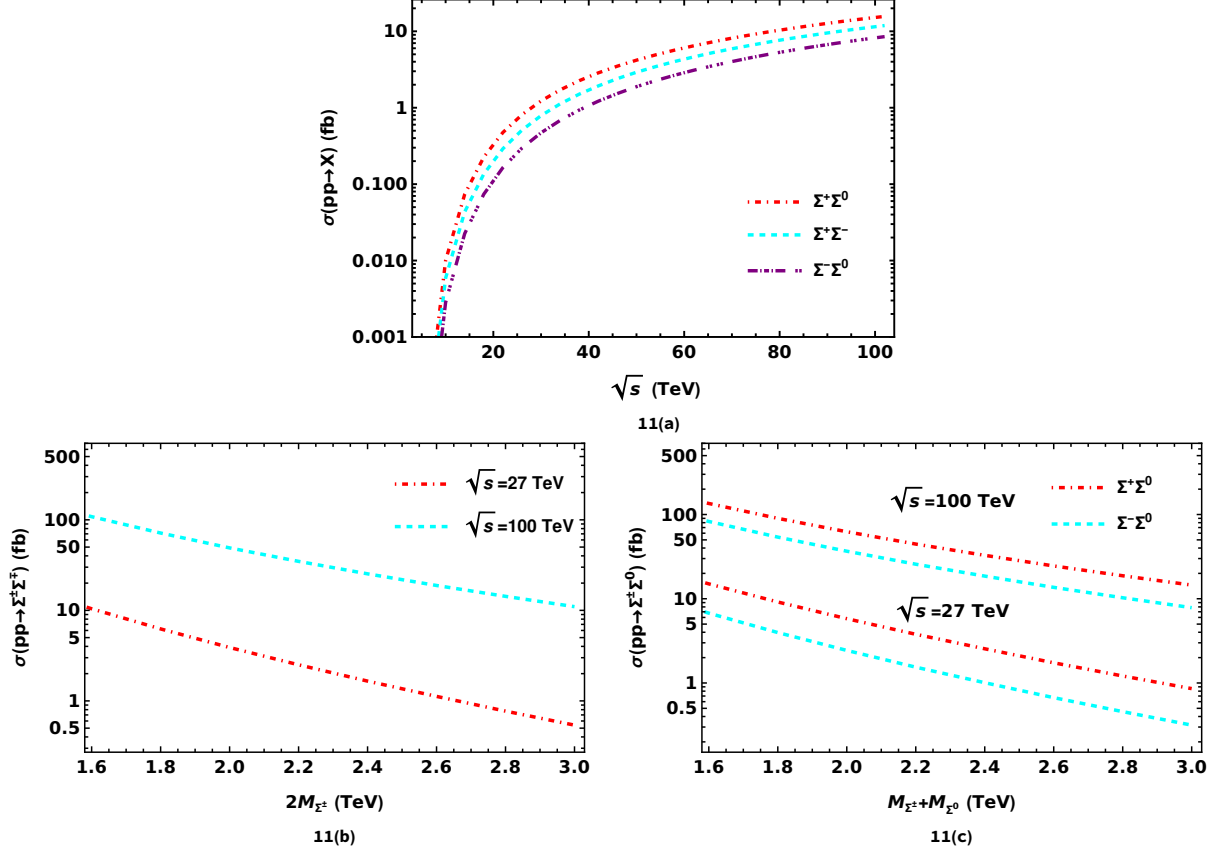 10
1
0.100
0.010
0.001
σ(pp→X) (fb)
Σ⁺Σ⁰
Σ⁺Σ⁻
Σ⁻Σ⁰
20 40 60 80 100
√s (TeV)
11(a)
500
100
50
10
5
1
0.5
σ(pp→Σ±Σ∓) (fb)
√s=27 TeV
√s=100 TeV
1.6 1.8 2.0 2.2 2.4 2.6 2.8 3.0
2M_Σ± (TeV)
11(b)
500
100
50
10
5
1
0.5
σ(pp→Σ±Σ⁰) (fb)
√s=100 TeV
Σ⁺Σ⁰
Σ⁻Σ⁰
√s=27 TeV
1.6 1.8 2.0 2.2 2.4 2.6 2.8 3.0
M_Σ±+M_Σ⁰ (TeV)
11(c)